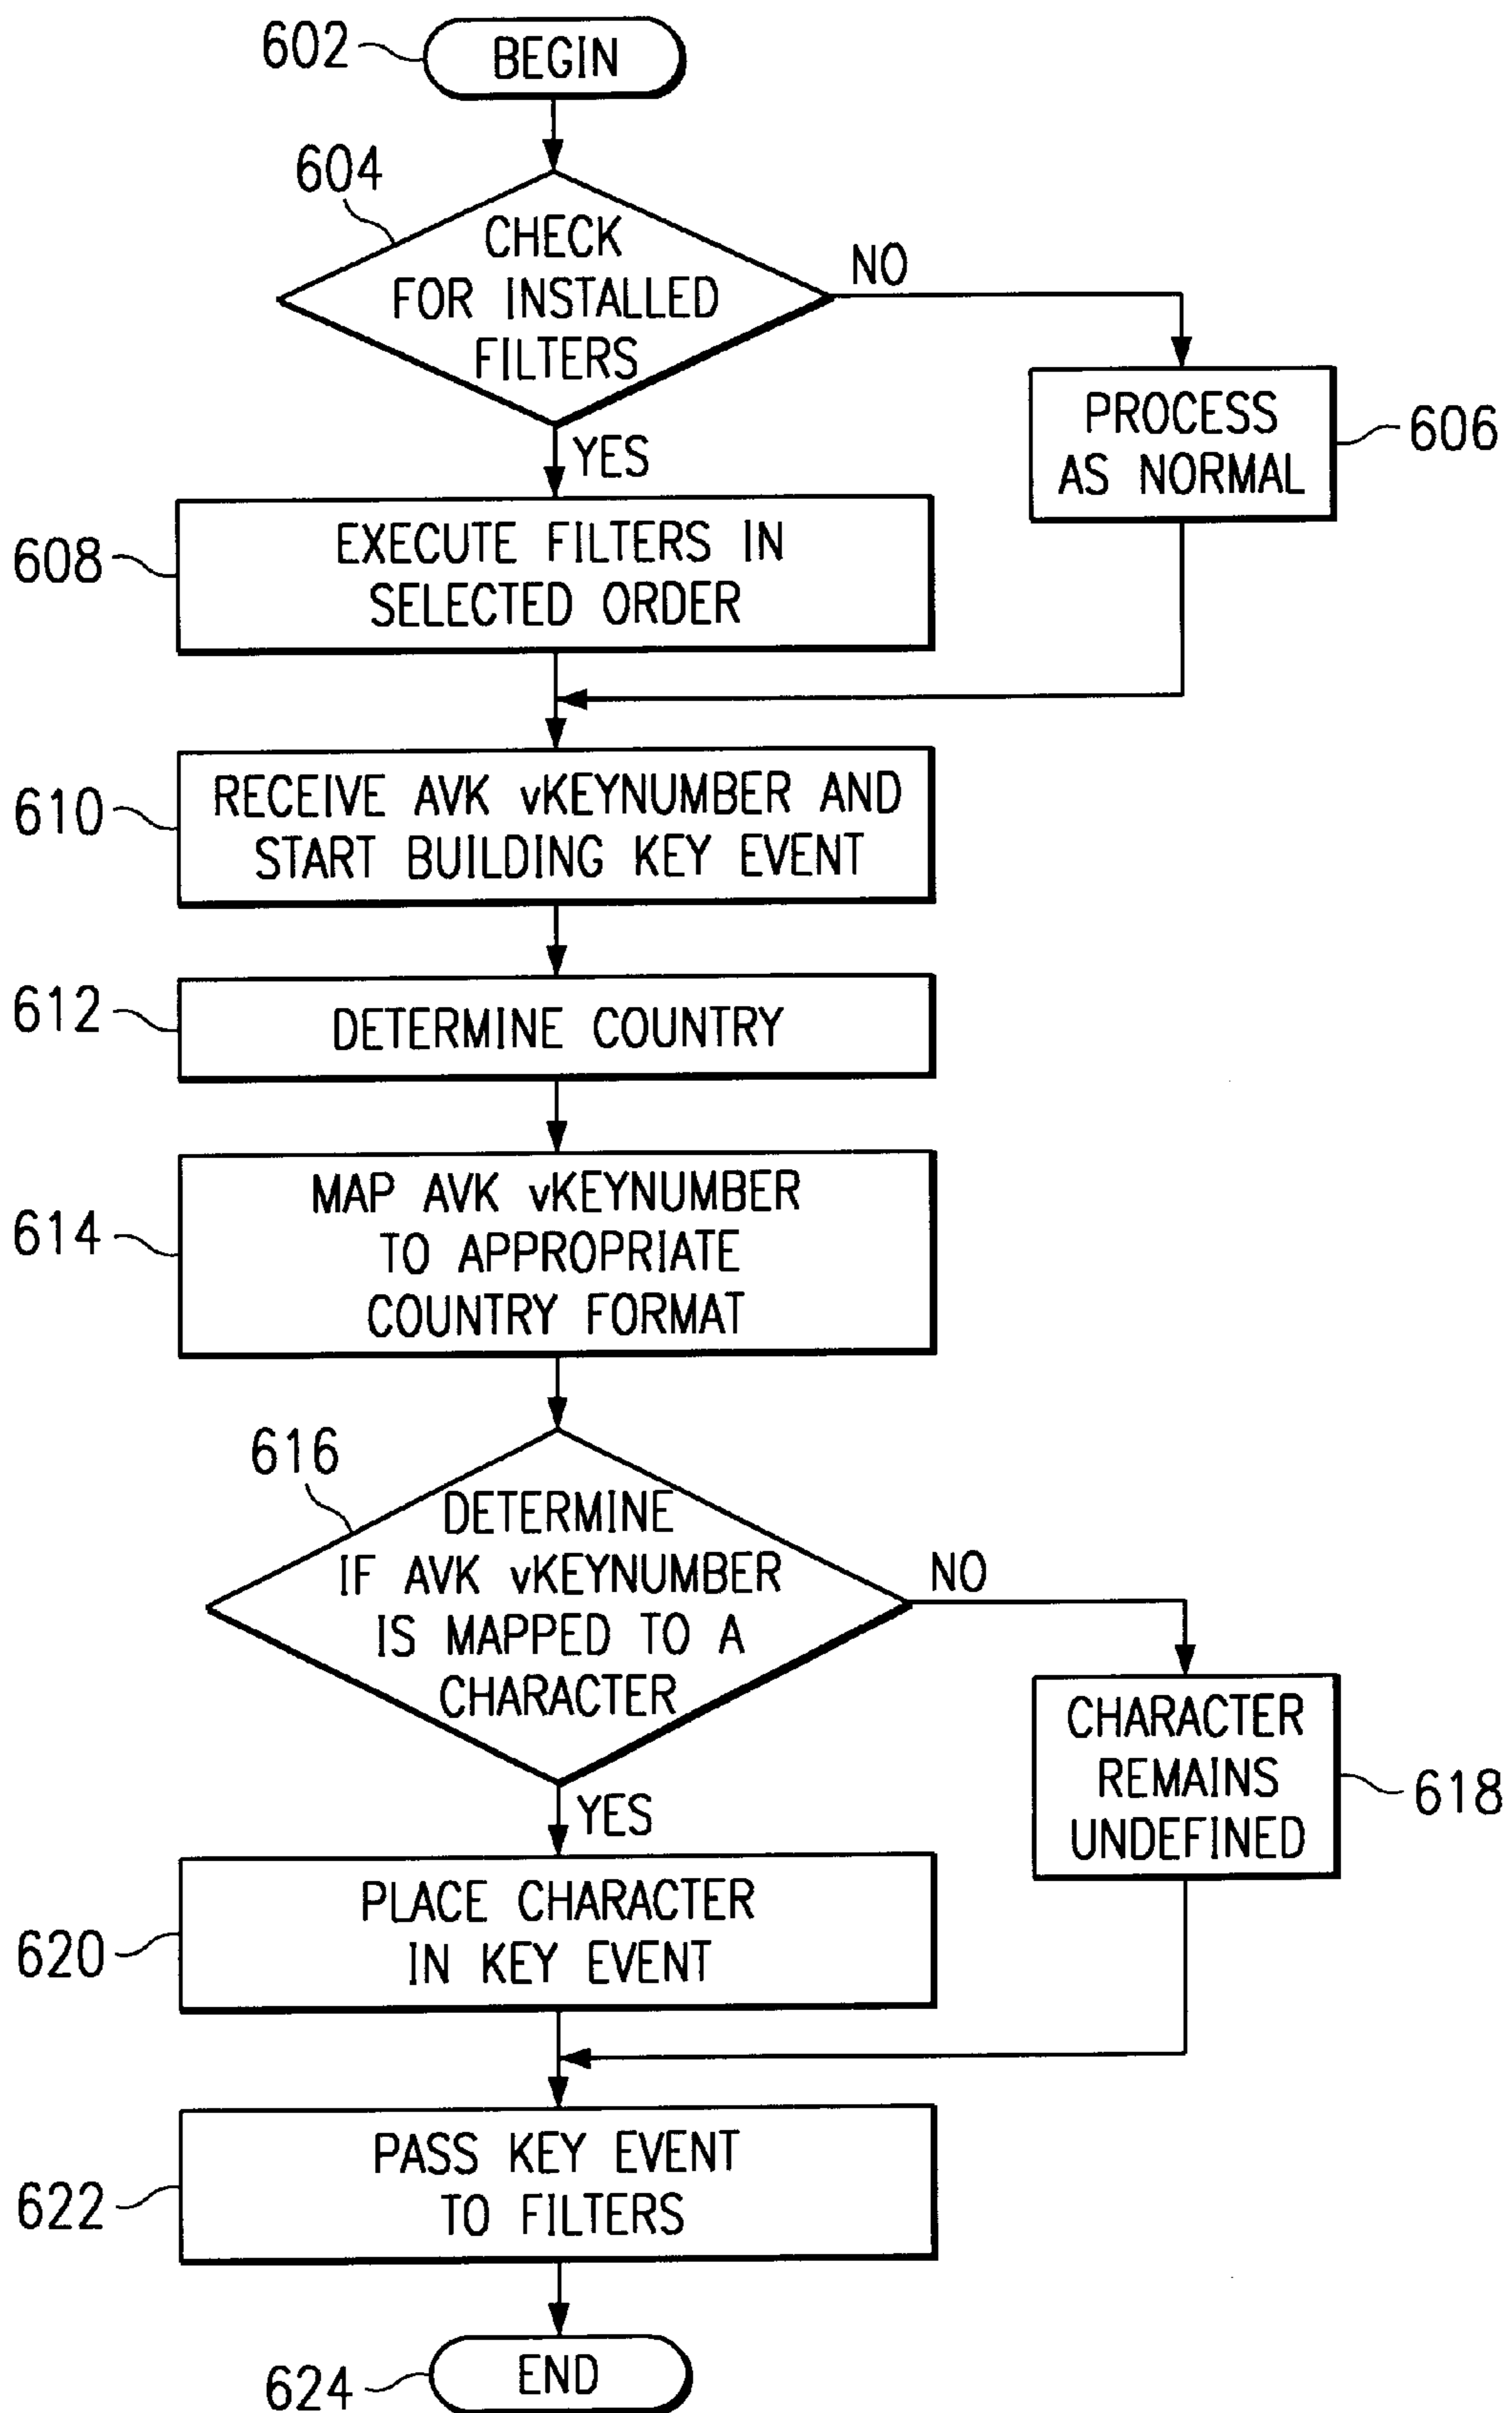 602
BEGIN
604
CHECK
FOR INSTALLED
FILTERS
NO
PROCESS
AS NORMAL
606
YES
608
EXECUTE FILTERS IN
SELECTED ORDER
610
RECEIVE AVK vKEYNUMBER AND
START BUILDING KEY EVENT
612
DETERMINE COUNTRY
614
MAP AVK vKEYNUMBER
TO APPROPRIATE
COUNTRY FORMAT
616
DETERMINE
IF AVK vKEYNUMBER
IS MAPPED TO A
CHARACTER
NO
CHARACTER
REMAINS
UNDEFINED
618
YES
620
PLACE CHARACTER
IN KEY EVENT
622
PASS KEY EVENT
TO FILTERS
624
END